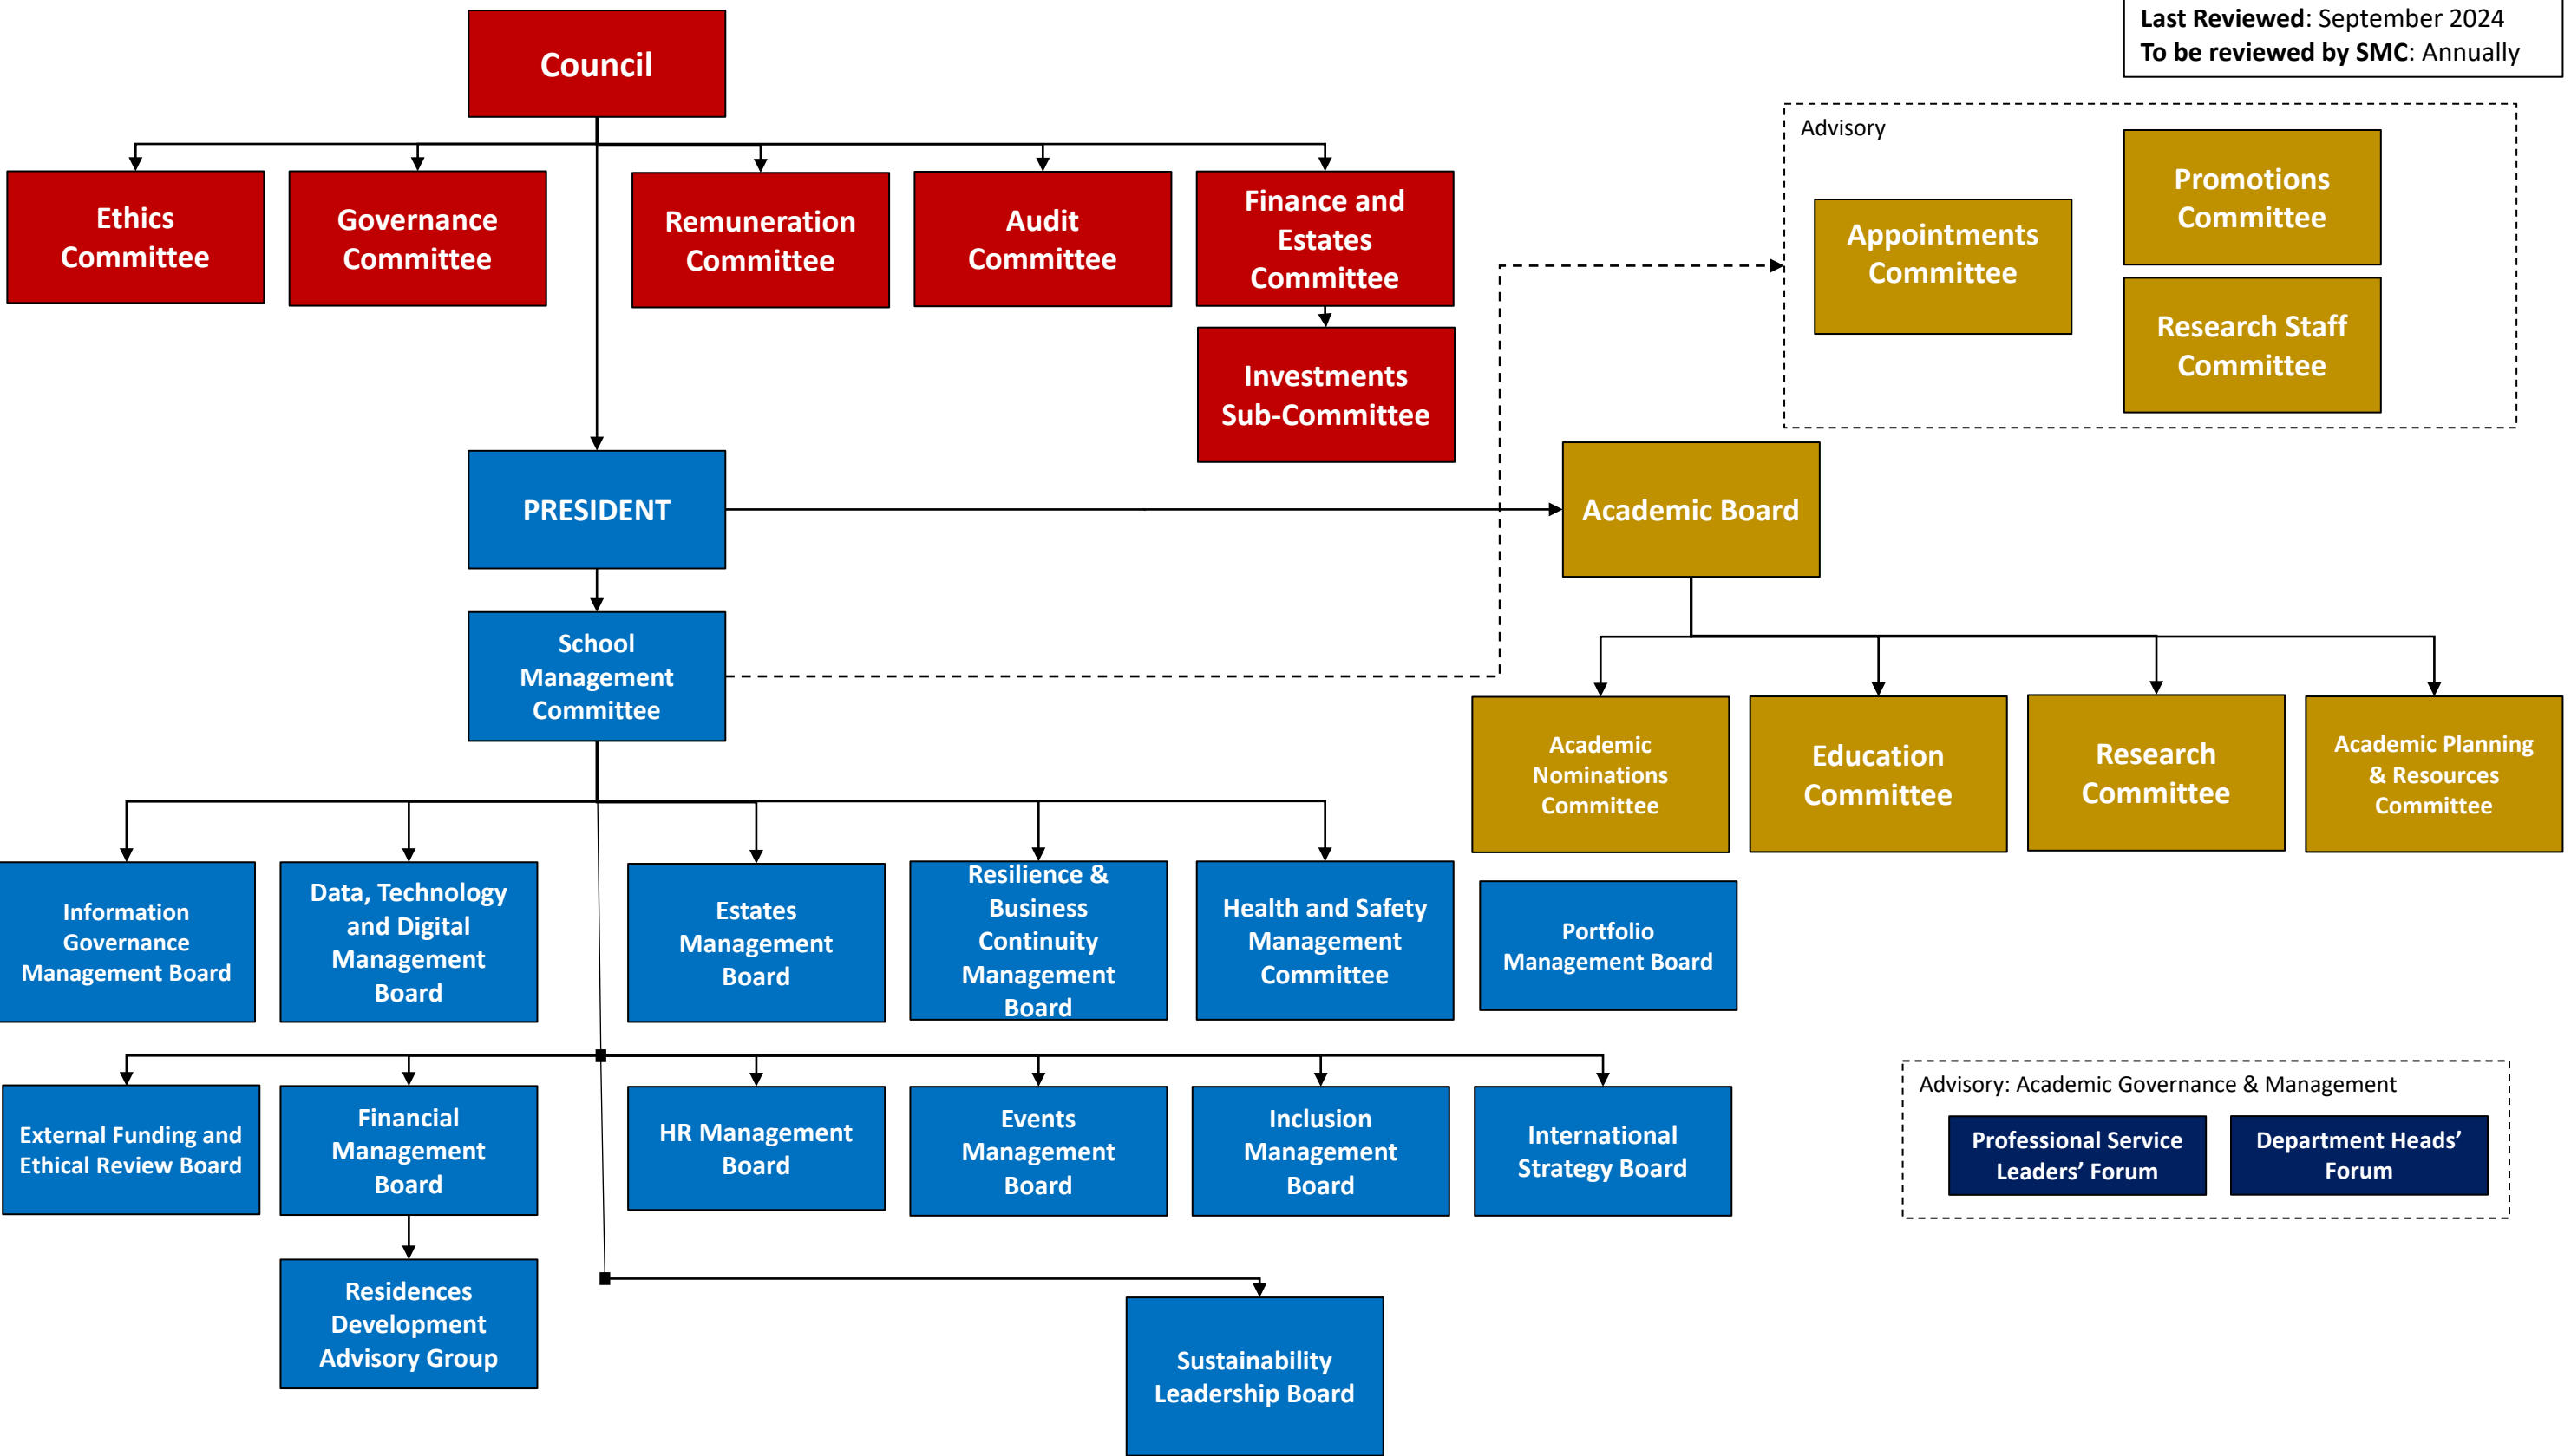 Last Reviewed: September 2024
To be reviewed by SMC: Annually
Council
Advisory
Ethics
Committee
Governance
Committee
Remuneration
Committee
Audit
Committee
Finance and
Estates
Committee
Investments
Sub-Committee
Appointments
Committee
Promotions
Committee
Research Staff
Committee
PRESIDENT
Academic Board
School
Management
Committee
Academic
Nominations
Committee
Education
Committee
Research
Committee
Academic Planning
& Resources
Committee
Information
Governance
Management Board
Data, Technology
and Digital
Management
Board
Estates
Management
Board
Resilience &
Business
Continuity
Management
Board
Health and Safety
Management
Committee
Portfolio
Management Board
External Funding and
Ethical Review Board
Financial
Management
Board
HR Management
Board
Events
Management
Board
Inclusion
Management
Board
International
Strategy Board
Advisory: Academic Governance & Management
Professional Service
Leaders’ Forum
Department Heads’
Forum
Residences
Development
Advisory Group
Sustainability
Leadership Board